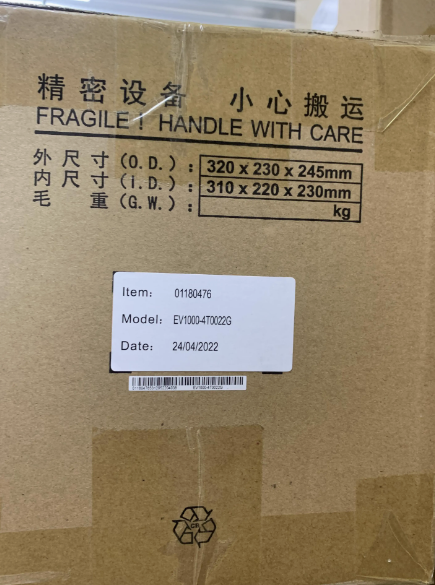 精密设备 小心搬运
FRAGILE! HANDLE WITH CARE
外尺寸(O.D.): 320 x 230 x 245mm
内尺寸(i.D.): 310 x 220 x 230mm
毛 重(G.W.): kg
Item: 01180476
Model: EV1000-4T0022G
Date: 24/04/2022